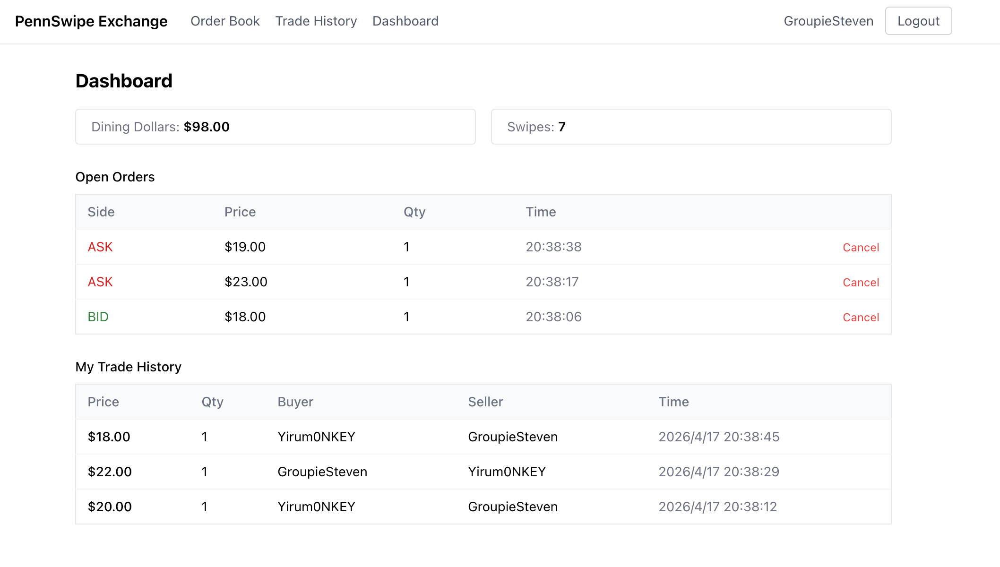 PennSwipe Exchange Order Book Trade History Dashboard GroupieSteven Logout
Dashboard
Dining Dollars: $98.00 Swipes: 7
Open Orders
Side Price Qty Time
ASK $19.00 1 20:38:38 Cancel
ASK $23.00 1 20:38:17 Cancel
BID $18.00 1 20:38:06 Cancel
My Trade History
Price Qty Buyer Seller Time
$18.00 1 Yirum0NKEY GroupieSteven 2026/4/17 20:38:45
$22.00 1 GroupieSteven Yirum0NKEY 2026/4/17 20:38:29
$20.00 1 Yirum0NKEY GroupieSteven 2026/4/17 20:38:12